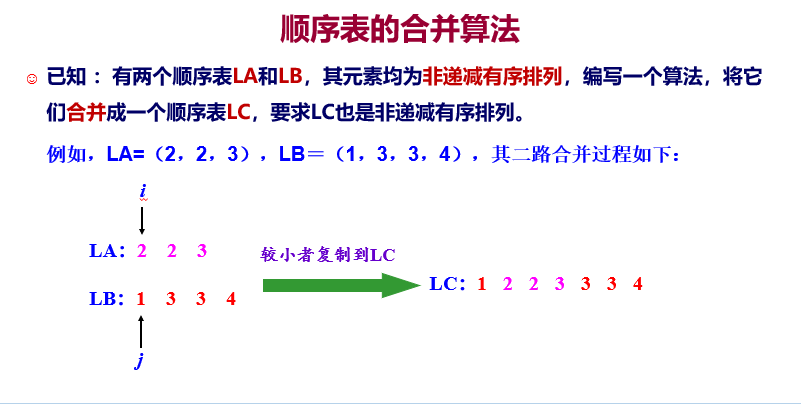 顺序表的合并算法
☺ 已知 ：有两个顺序表LA和LB，其元素均为非递减有序排列，编写一个算法，将它
们合并成一个顺序表LC，要求LC也是非递减有序排列。
例如，LA=（2，2，3），LB＝（1，3，3，4），其二路合并过程如下：
i
LA：2 2 3
较小者复制到LC
LC：1 2 2 3 3 3 4
LB：1 3 3 4
j